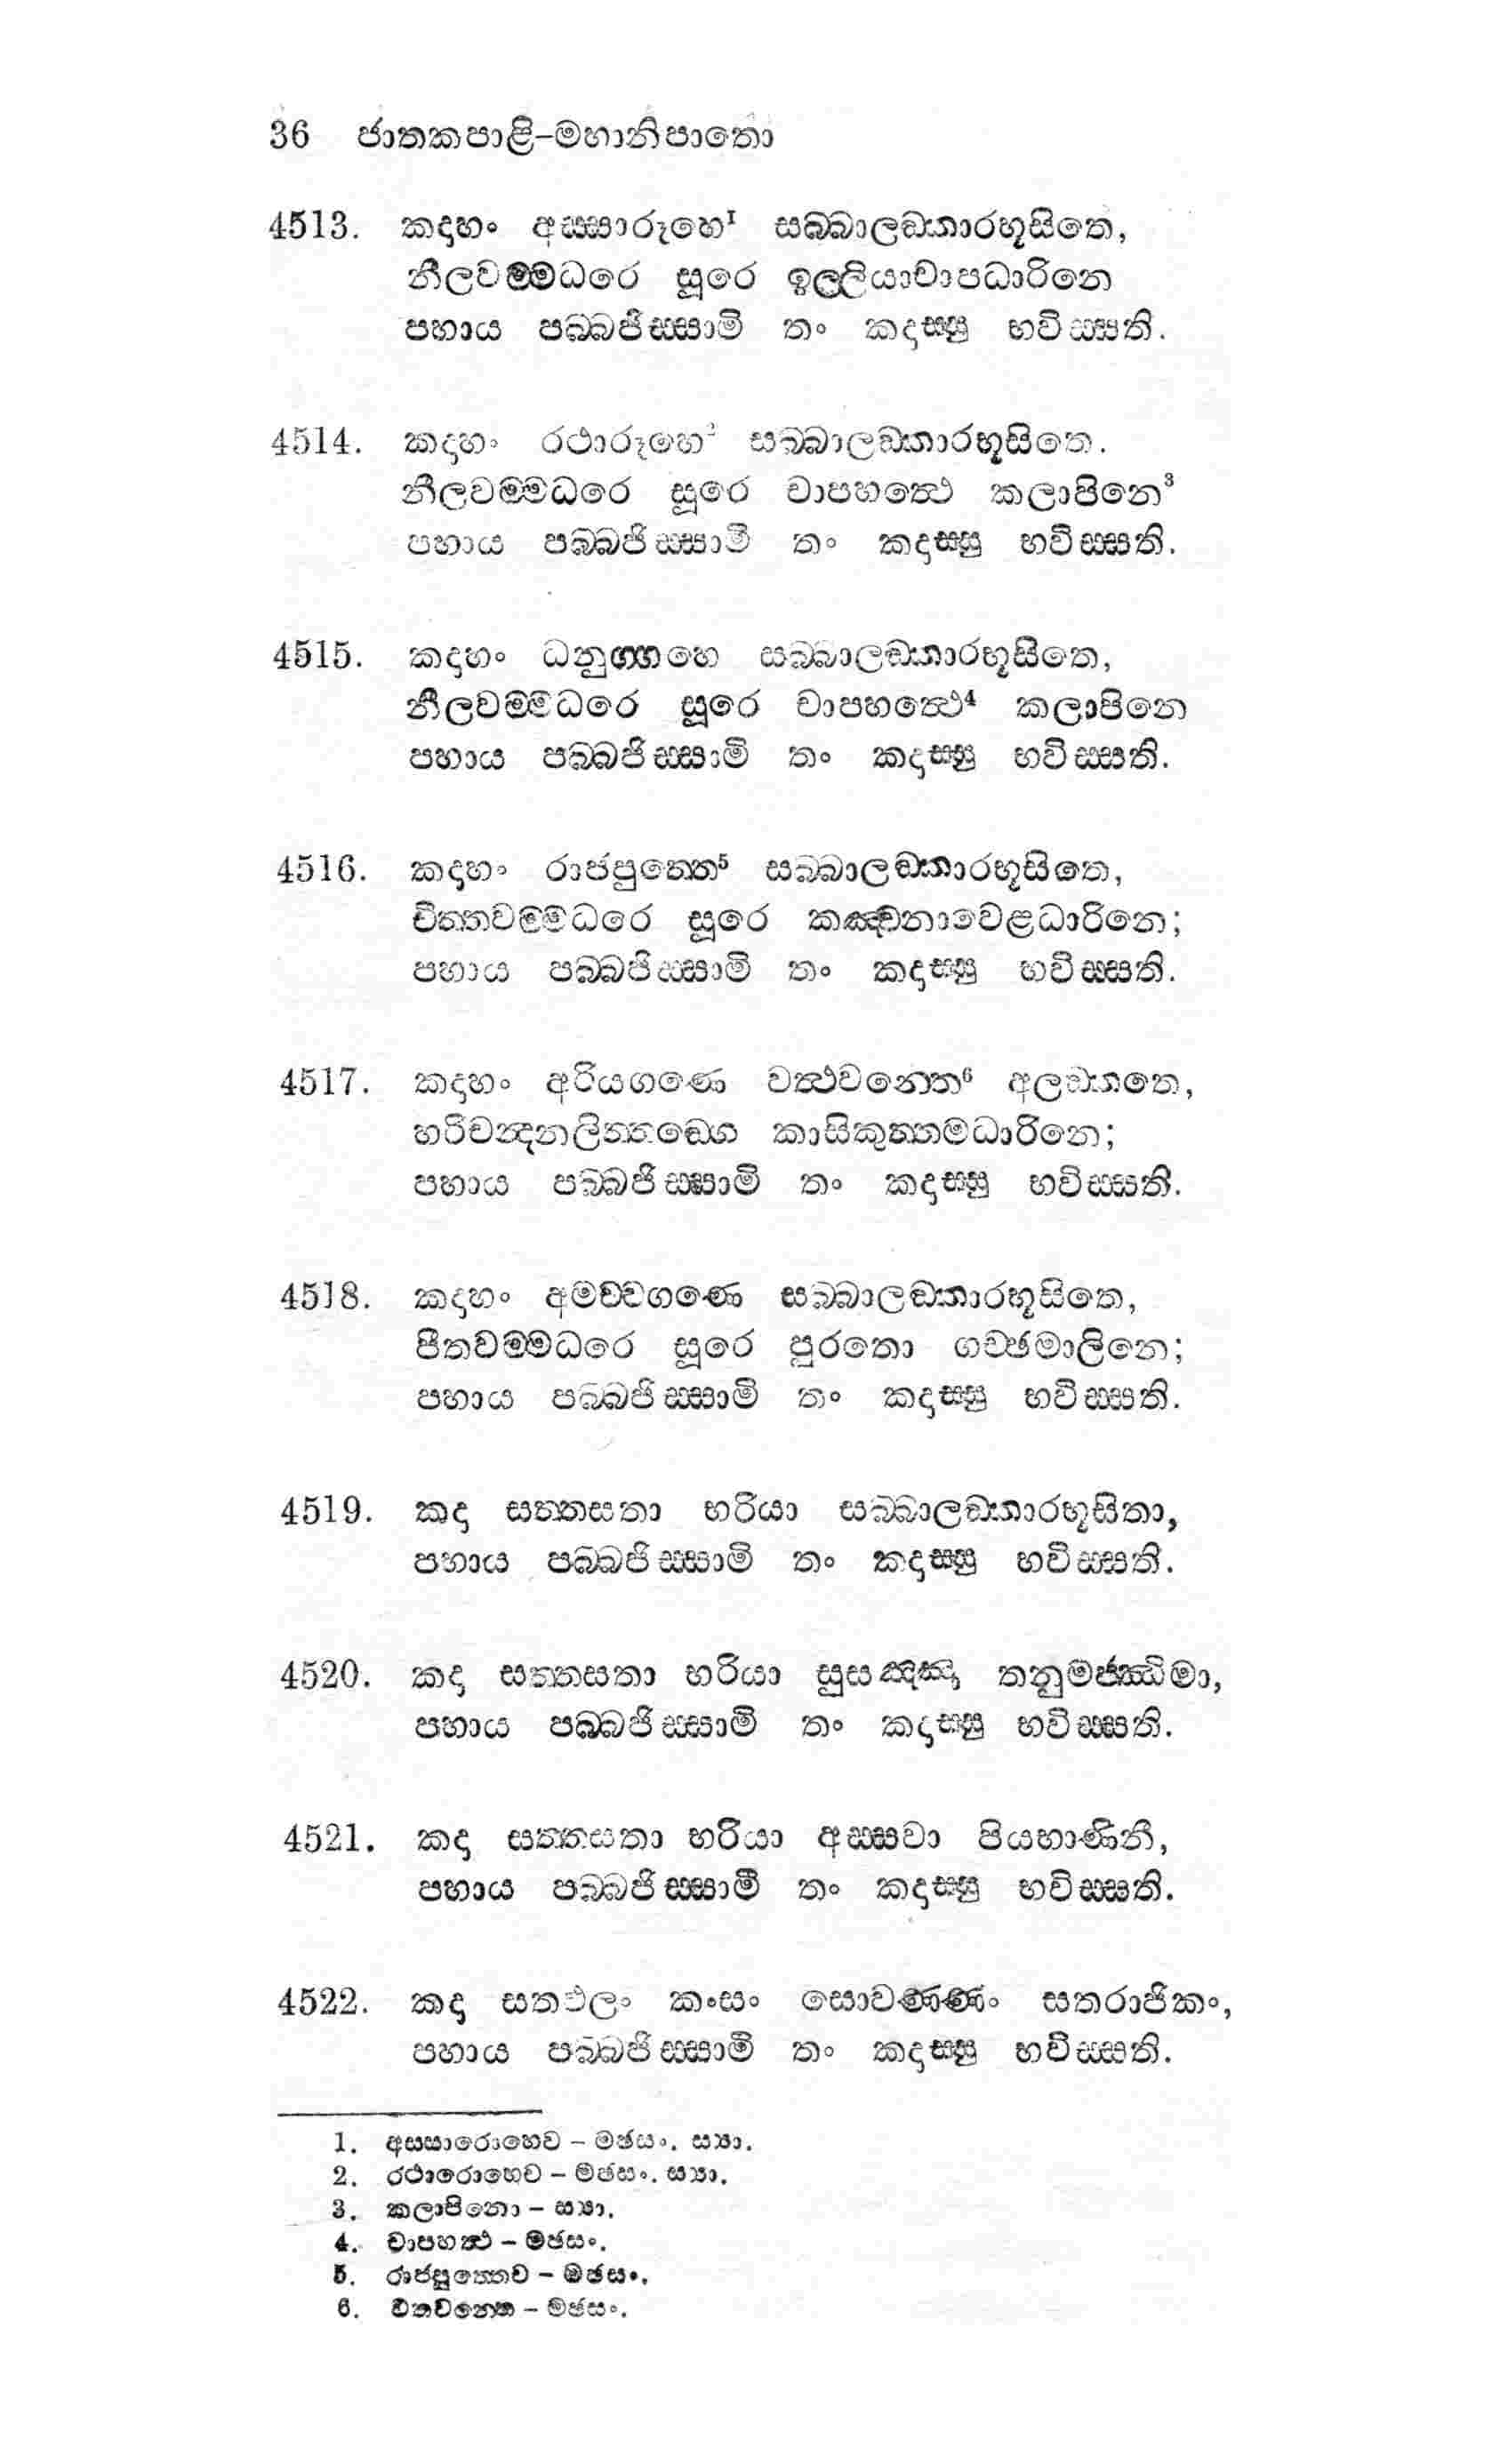 36 ජාතකපාළි-මහානිපාතො
4513. කදාහං අස්සාරූහෙ¹ සබ්බාලඞ්කාරභූසිතෙ,
නීලවම්මධරෙ සූරෙ ඉල්ලියාචාපධාරිනෙ
පහාය පබ්බජිස්සාමි තං කදාස්සු භවිස්සති.
4514. කදාහං රථාරූහෙ² සබ්බාලඞ්කාරභූසිතෙ.
නීලවම්මධරෙ සූරෙ චාපහත්ථෙ කලාපිනෙ³
පහාය පබ්බජිස්සාමි තං කදාස්සු භවිස්සති.
4515. කදාහං ධනුග්ගහෙ සබ්බාලඞ්කාරභූසිතෙ,
නීලවම්මධරෙ සූරෙ චාපහත්ථෙ⁴ කලාපිනෙ
පහාය පබ්බජිස්සාමි තං කදාස්සු භවිස්සති.
4516. කදාහං රාජපුත්තෙ⁵ සබ්බාලඞ්කාරභූසිතෙ,
චිත්තවම්මධරෙ සූරෙ කඤ්චනාවෙළධාරිනෙ;
පහාය පබ්බජිස්සාමි තං කදාස්සු භවිස්සති.
4517. කදාහං අරියගණෙ වත්ථවන්තෙ⁶ අලඞ්කතෙ,
හරිචන්දනලිත්තඞ්ගෙ කාසිකුත්තමධාරිනෙ;
පහාය පබ්බජිස්සාමි තං කදාස්සු භවිස්සති.
4518. කදාහං අමච්චගණෙ සබ්බාලඞ්කාරභූසිතෙ,
පීතවම්මධරෙ සූරෙ පුරතො ගච්ඡමාලිනෙ;
පහාය පබ්බජිස්සාමි තං කදාස්සු භවිස්සති.
4519. කදා සත්තසතා භරියා සබ්බාලඞ්කාරභූසිතා,
පහාය පබ්බජිස්සාමි තං කදාස්සු භවිස්සති.
4520. කදා සත්තසතා භරියා සුසඤ්ඤා තනුමජ්ඣිමා,
පහාය පබ්බජිස්සාමි තං කදාස්සු භවිස්සති.
4521. කදා සත්තසතා භරියා අස්සවා පියභාණිනී,
පහාය පබ්බජිස්සාමි තං කදාස්සු භවිස්සති.
4522. කදා සතඵලං කංසං සොවණ්ණං සතරාජිකං,
පහාය පබ්බජිස්සාමි තං කදාස්සු භවිස්සති.
1. අස්සාරොහෙච – මඡසං. ස්‍යා.
2. රථාරොහෙච – මඡසං. ස්‍යා.
3. කලාපිනො – ස්‍යා.
4. චාපහත්ථ – මඡසං.
5. රාජපුත්තෙච – මඡසං.
6. වතවන්තෙ – මඡසං.